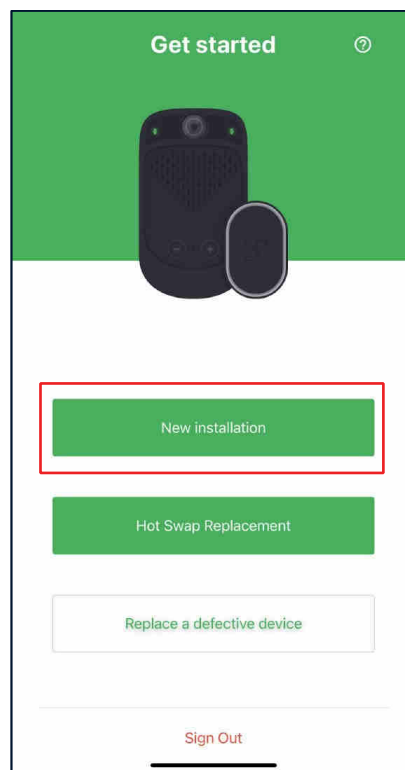 Get started
New installation
Hot Swap Replacement
Replace a defective device
Sign Out